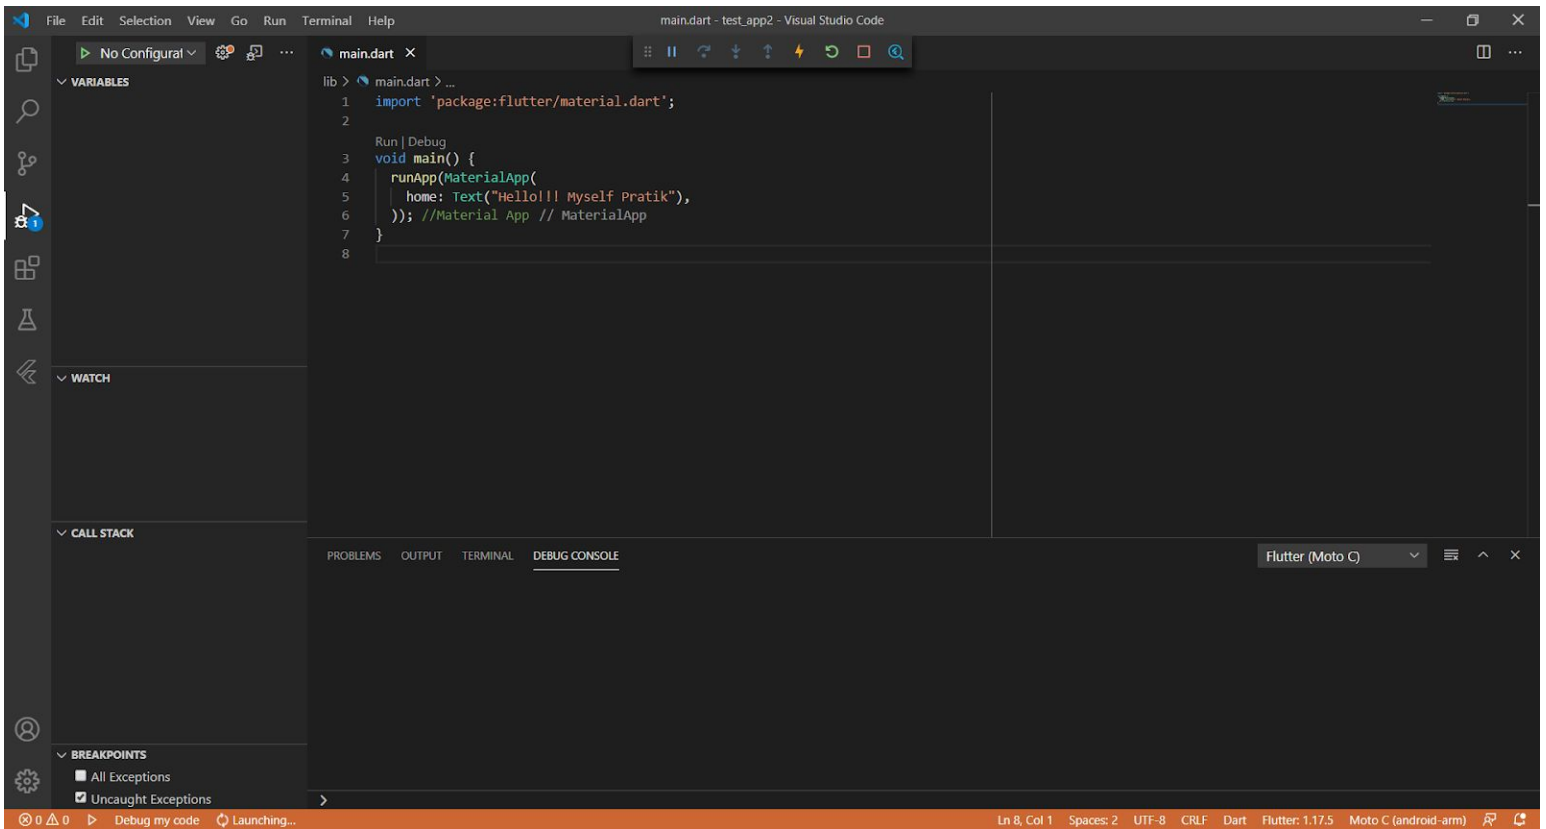 File Edit Selection View Go Run Terminal Help main.dart - test_app2 - Visual Studio Code
No Configurat
main.dart
VARIABLES
lib > main.dart > ...
1 import 'package:flutter/material.dart';
2
Run | Debug
3 void main() {
4 runApp(MaterialApp(
5 home: Text("Hello!!! Myself Pratik"),
6 )); //Material App // MaterialApp
7 }
8
WATCH
CALL STACK
PROBLEMS OUTPUT TERMINAL DEBUG CONSOLE Flutter (Moto C)
BREAKPOINTS
All Exceptions
Uncaught Exceptions
1
0 0 Debug my code Launching... Ln 8, Col 1 Spaces: 2 UTF-8 CRLF Dart Flutter: 1.17.5 Moto C (android-arm)